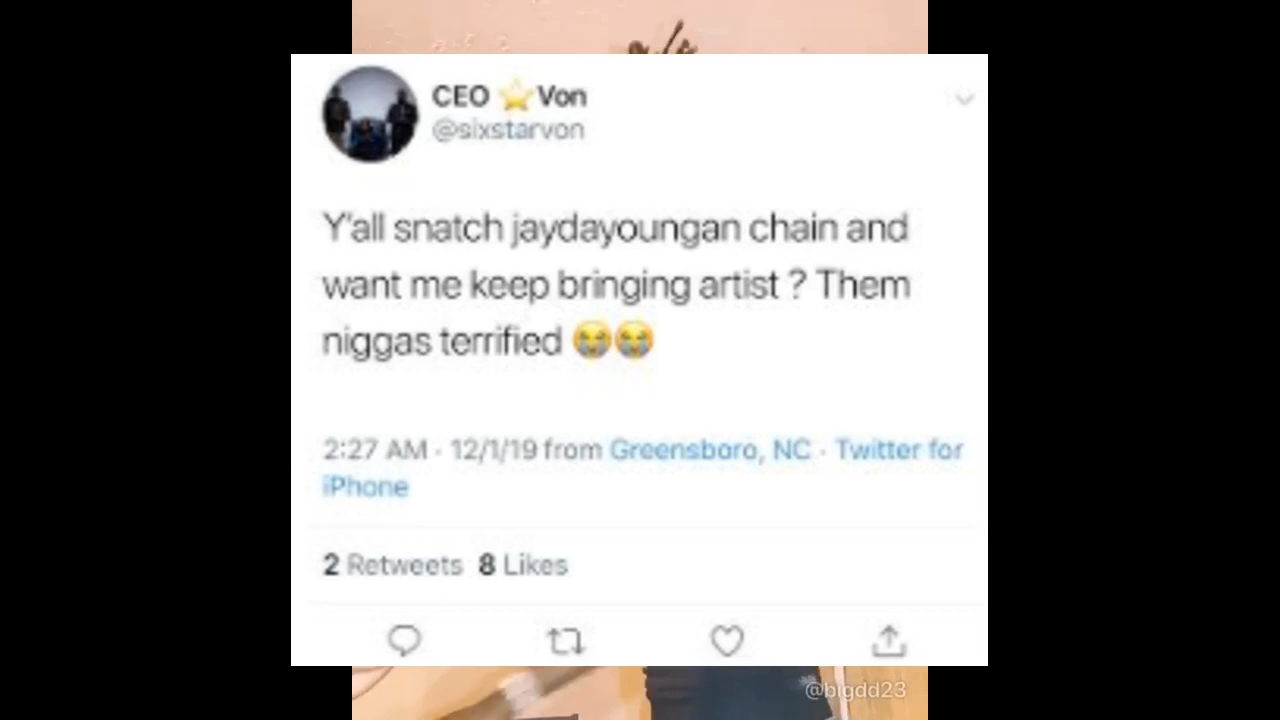 CEO ⭐Von
@sixstarvon
Y'all snatch jaydayoungan chain and
want me keep bringing artist ? Them
niggas terrified 😭😭
2:27 AM · 12/1/19 from Greensboro, NC · Twitter for
iPhone
2 Retweets 8 Likes
@bigdd23